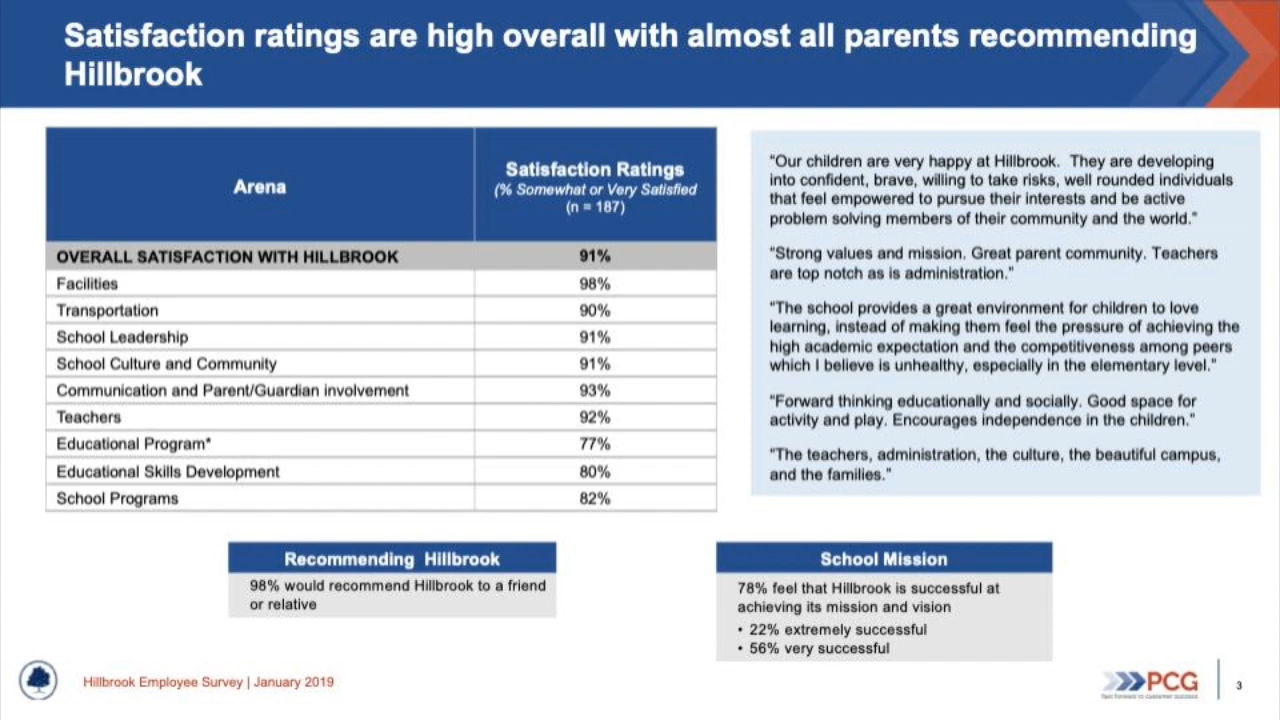 Satisfaction ratings are high overall with almost all parents recommending
Hillbrook
Arena
Satisfaction Ratings
(% Somewhat or Very Satisfied
(n = 187)
OVERALL SATISFACTION WITH HILLBROOK 91%
Facilities 98%
Transportation 90%
School Leadership 91%
School Culture and Community 91%
Communication and Parent/Guardian involvement 93%
Teachers 92%
Educational Program* 77%
Educational Skills Development 80%
School Programs 82%
"Our children are very happy at Hillbrook. They are developing
into confident, brave, willing to take risks, well rounded individuals
that feel empowered to pursue their interests and be active
problem solving members of their community and the world."
"Strong values and mission. Great parent community. Teachers
are top notch as is administration."
"The school provides a great environment for children to love
learning, instead of making them feel the pressure of achieving the
high academic expectation and the competitiveness among peers
which I believe is unhealthy, especially in the elementary level."
"Forward thinking educationally and socially. Good space for
activity and play. Encourages independence in the children."
"The teachers, administration, the culture, the beautiful campus,
and the families."
Recommending Hillbrook
98% would recommend Hillbrook to a friend
or relative
School Mission
78% feel that Hillbrook is successful at
achieving its mission and vision
• 22% extremely successful
• 56% very successful
Hillbrook Employee Survey | January 2019
PCG
fast forward to customer success
3